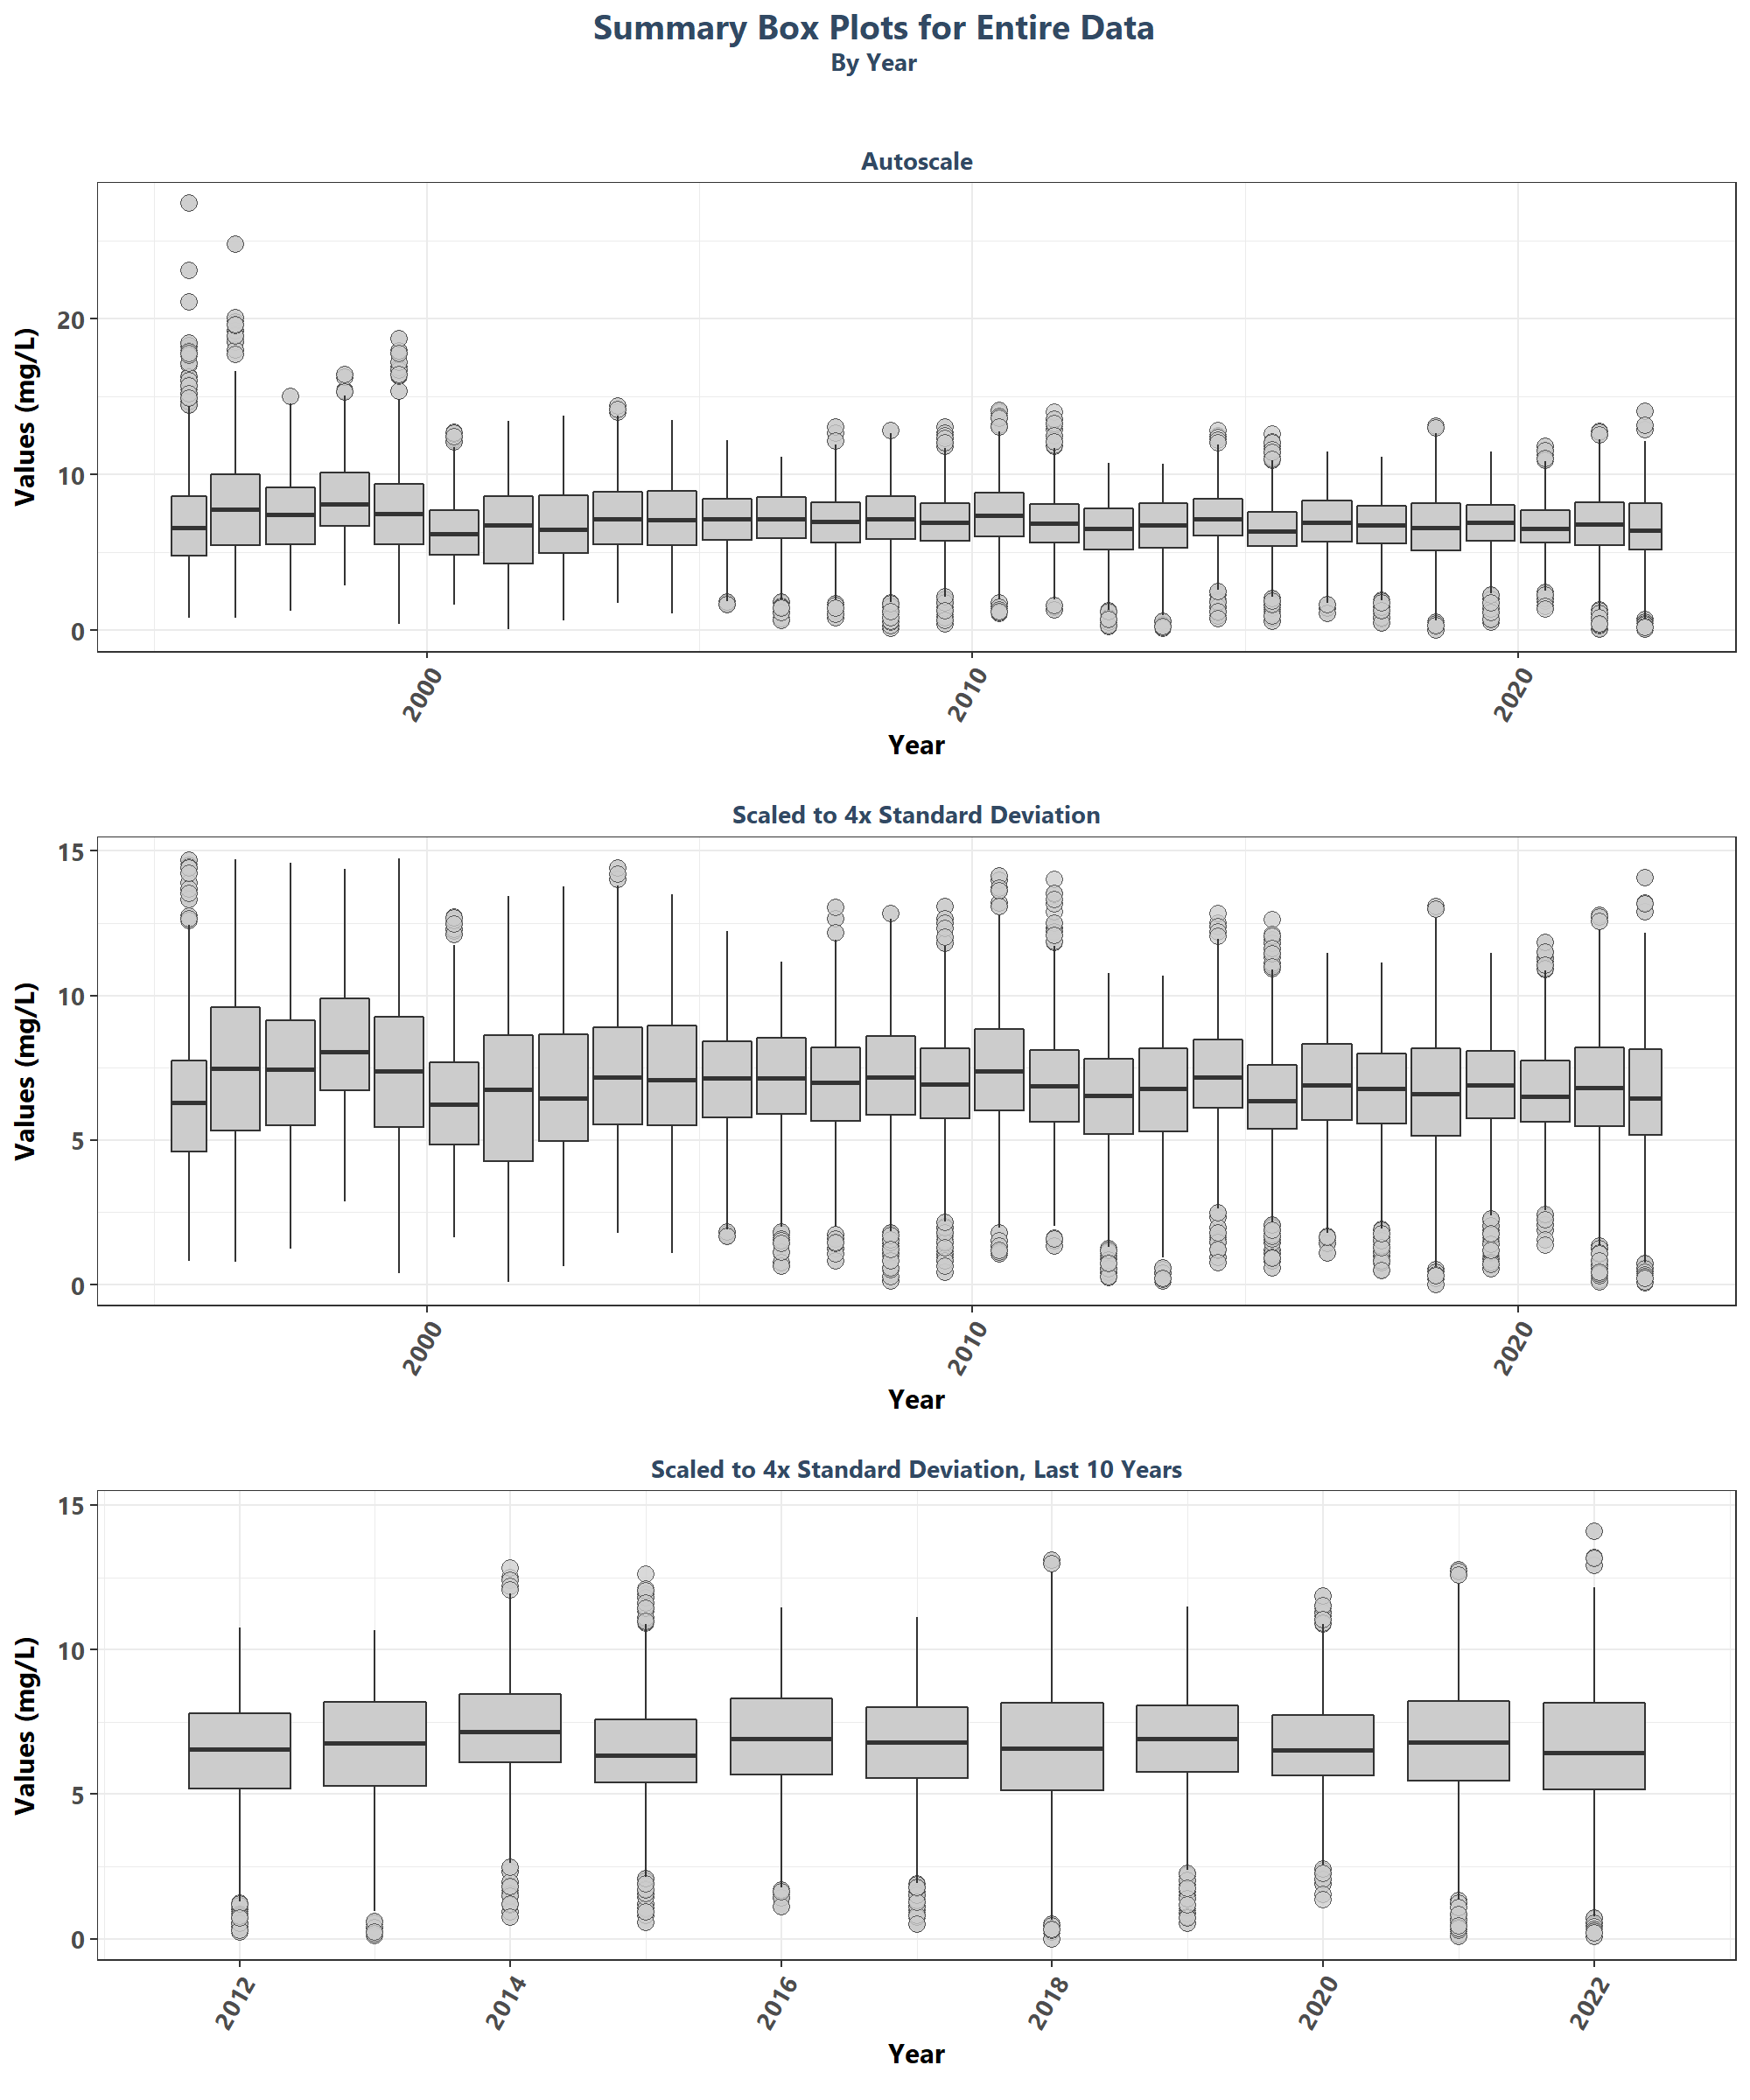 Summary Box Plots for Entire Data
By Year
Autoscale
Values (mg/L)
20
10
0
2000
2010
2020
Year
Scaled to 4x Standard Deviation
Values (mg/L)
15
10
5
0
2000
2010
2020
Year
Scaled to 4x Standard Deviation, Last 10 Years
Values (mg/L)
15
10
5
0
2012
2014
2016
2018
2020
2022
Year